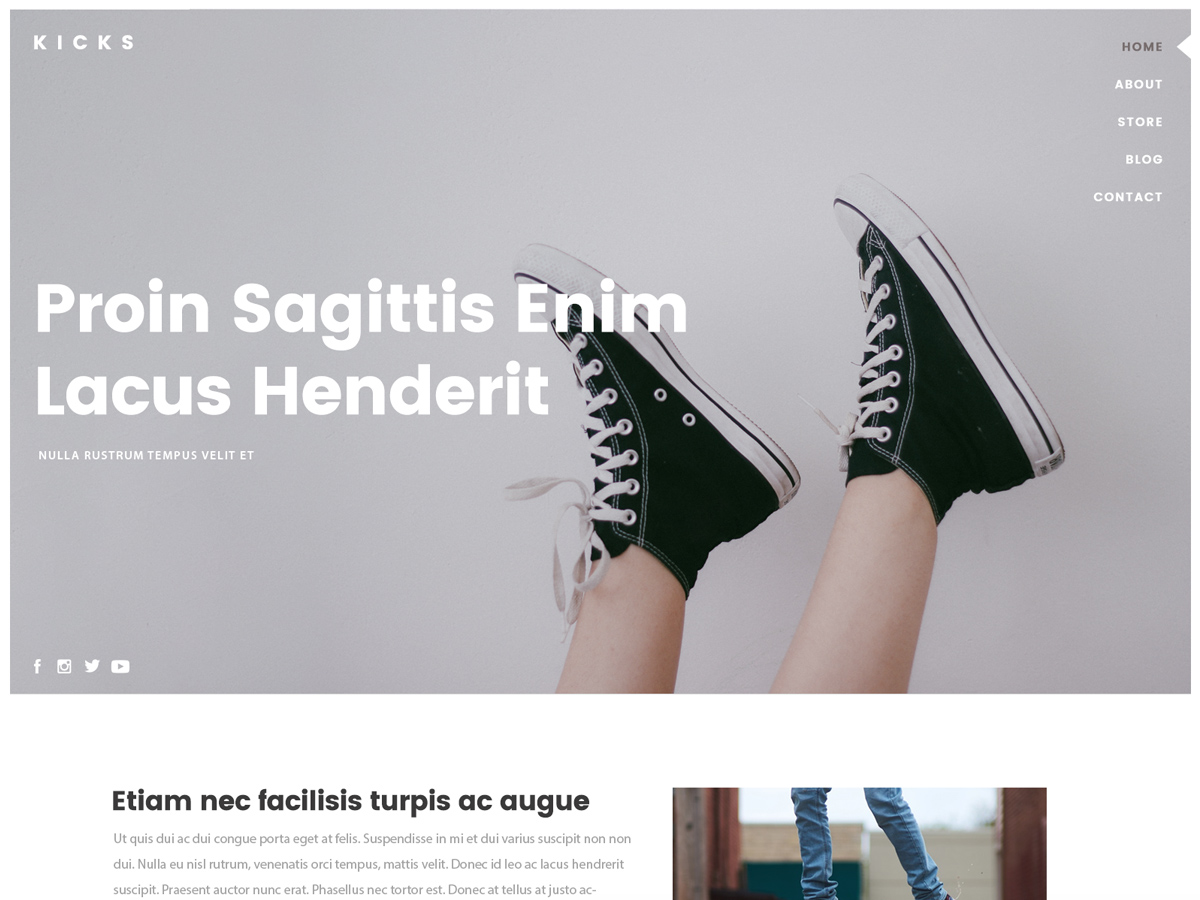 KICKS
HOME
ABOUT
STORE
BLOG
CONTACT
Proin Sagittis Enim
Lacus Henderit
NULLA RUSTRUM TEMPUS VELIT ET
Etiam nec facilisis turpis ac augue
Ut quis dui ac dui congue porta eget at felis. Suspendisse in mi et dui varius suscipit non non
dui. Nulla eu nisl rutrum, venenatis orci tempus, mattis velit. Donec id leo ac lacus hendrerit
suscipit. Praesent auctor nunc erat. Phasellus nec tortor est. Donec at tellus at justo ac-